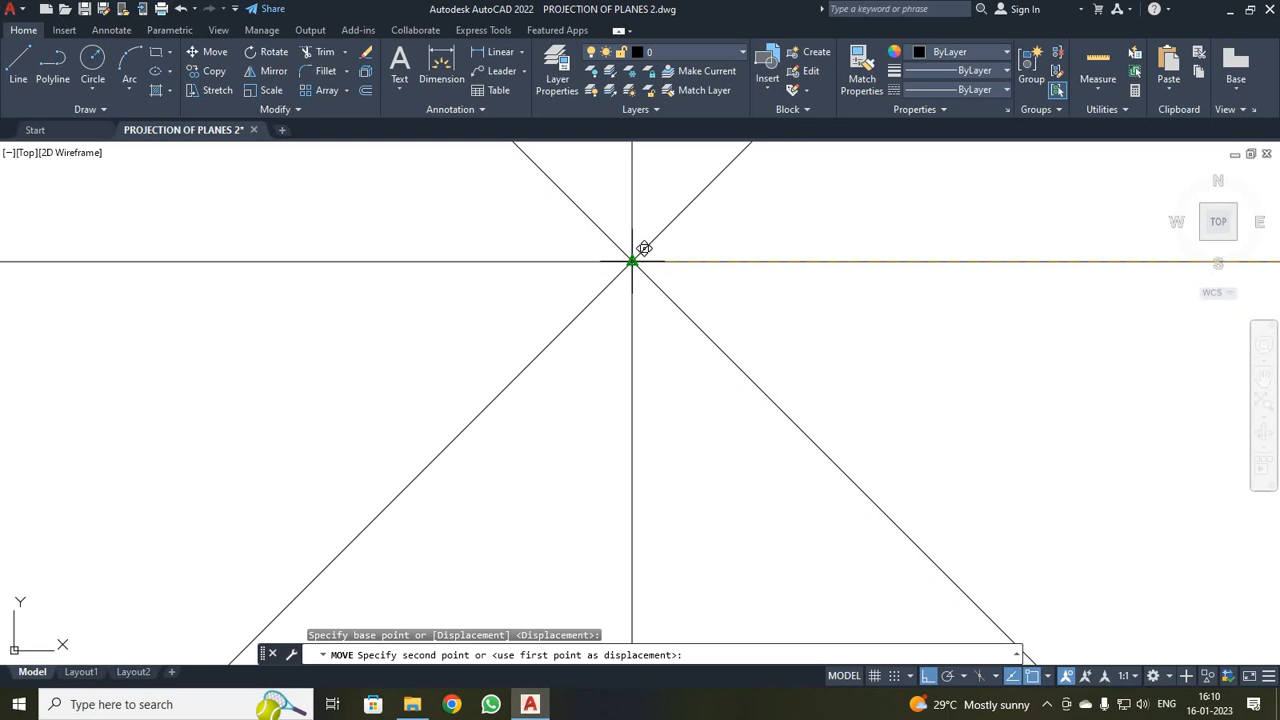 Share
Autodesk AutoCAD 2022 PROJECTION OF PLANES 2.dwg
Type a keyword or phrase
Sign In
Home Insert Annotate Parametric View Manage Output Add-ins Collaborate Express Tools Featured Apps
Line Polyline Circle Arc
Move Rotate Trim
Copy Mirror Fillet
Stretch Scale Array
Text Dimension
Linear
Leader
Table
Layer Properties
0
Make Current
Match Layer
Insert
Create
Edit
Match Properties
ByLayer
ByLayer
ByLayer
Group
Measure
Paste
Base
Draw Modify Annotation Layers Block Properties Groups Utilities Clipboard View
Start PROJECTION OF PLANES 2*
[−][Top][2D Wireframe]
N
W TOP E
S
WCS
Y
X
Specify base point or [Displacement] <Displacement>:
MOVE Specify second point or <use first point as displacement>:
Model Layout1 Layout2
MODEL 1:1
Type here to search
29°C Mostly sunny ENG 16:10
16-01-2023